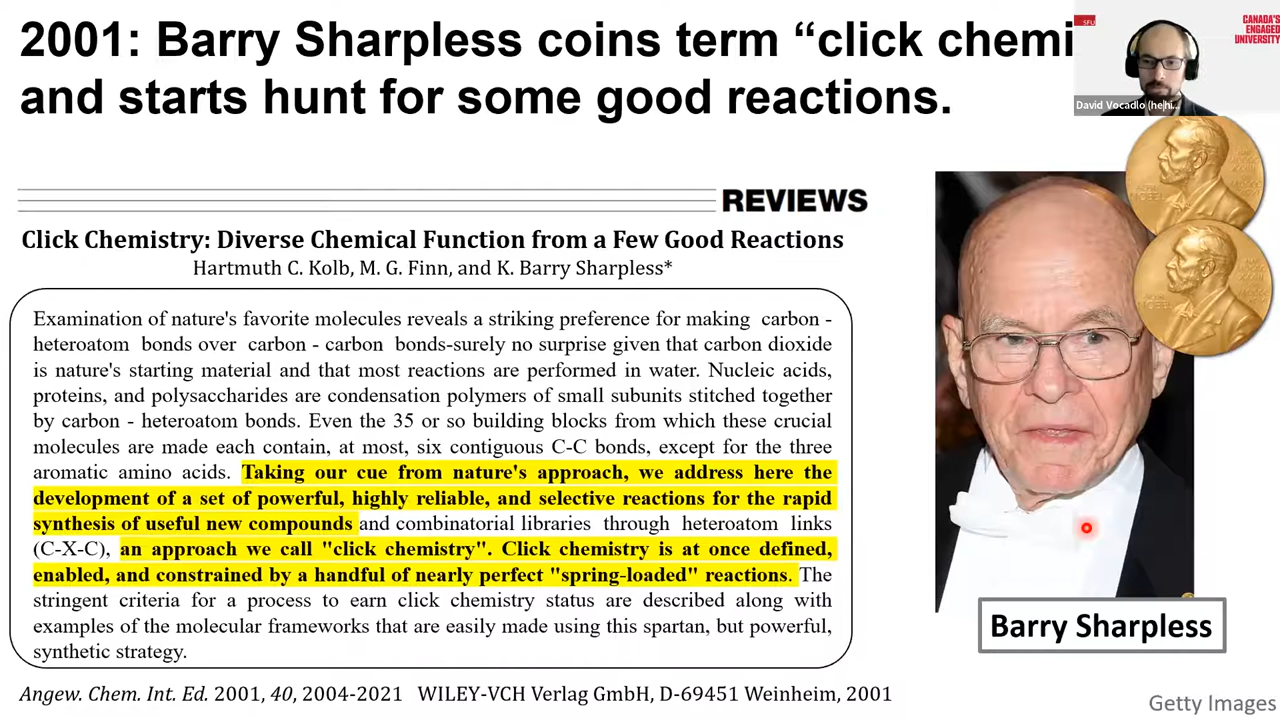 2001: Barry Sharpless coins term “click chemi
and starts hunt for some good reactions.
SFU
CANADA'S
ENGAGED
UNIVERSITY
David Vocadlo (he|hi...
REVIEWS
Click Chemistry: Diverse Chemical Function from a Few Good Reactions
Hartmuth C. Kolb, M. G. Finn, and K. Barry Sharpless*
Examination of nature's favorite molecules reveals a striking preference for making carbon -
heteroatom bonds over carbon - carbon bonds-surely no surprise given that carbon dioxide
is nature's starting material and that most reactions are performed in water. Nucleic acids,
proteins, and polysaccharides are condensation polymers of small subunits stitched together
by carbon - heteroatom bonds. Even the 35 or so building blocks from which these crucial
molecules are made each contain, at most, six contiguous C-C bonds, except for the three
aromatic amino acids. Taking our cue from nature's approach, we address here the
development of a set of powerful, highly reliable, and selective reactions for the rapid
synthesis of useful new compounds and combinatorial libraries through heteroatom links
(C-X-C), an approach we call "click chemistry". Click chemistry is at once defined,
enabled, and constrained by a handful of nearly perfect "spring-loaded" reactions. The
stringent criteria for a process to earn click chemistry status are described along with
examples of the molecular frameworks that are easily made using this spartan, but powerful,
synthetic strategy.
Angew. Chem. Int. Ed. 2001, 40, 2004-2021 WILEY-VCH Verlag GmbH, D-69451 Weinheim, 2001
Barry Sharpless
Getty Images